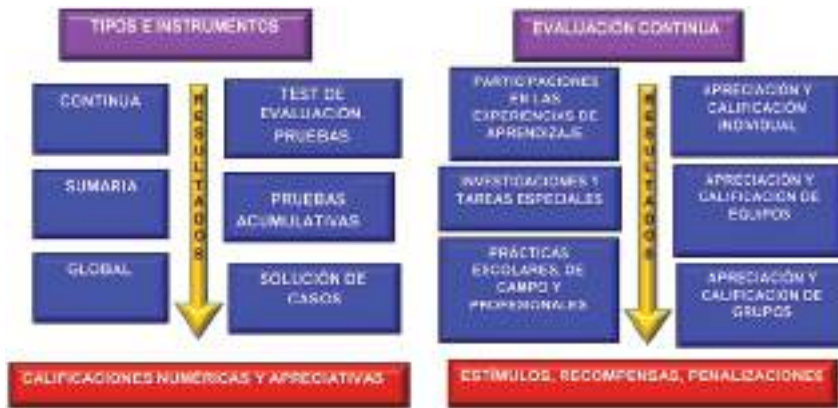 TIPOS E INSTRUMENTOS
CONTINUA
SUMARIA
GLOBAL
RESULTADOS
TEST DE
EVALUACIÓN
PRUEBAS
PRUEBAS
ACUMULATIVAS
SOLUCIÓN DE
CASOS
CALIFICACIONES NUMÉRICAS Y APRECIATIVAS
EVALUACIÓN CONTINUA
PARTICIPACIONES
EN LAS
EXPERIENCIAS DE
APRENDIZAJE
INVESTIGACIONES Y
TAREAS ESPECIALES
PRÁCTICAS
ESCOLARES, DE
CAMPO Y
PROFESIONALES
RESULTADOS
APRECIACIÓN Y
CALIFICACIÓN
INDIVIDUAL
APRECIACIÓN Y
CALIFICACIÓN DE
EQUIPOS
APRECIACIÓN Y
CALIFICACIÓN DE
GRUPOS
ESTÍMULOS, RECOMPENSAS, PENALIZACIONES